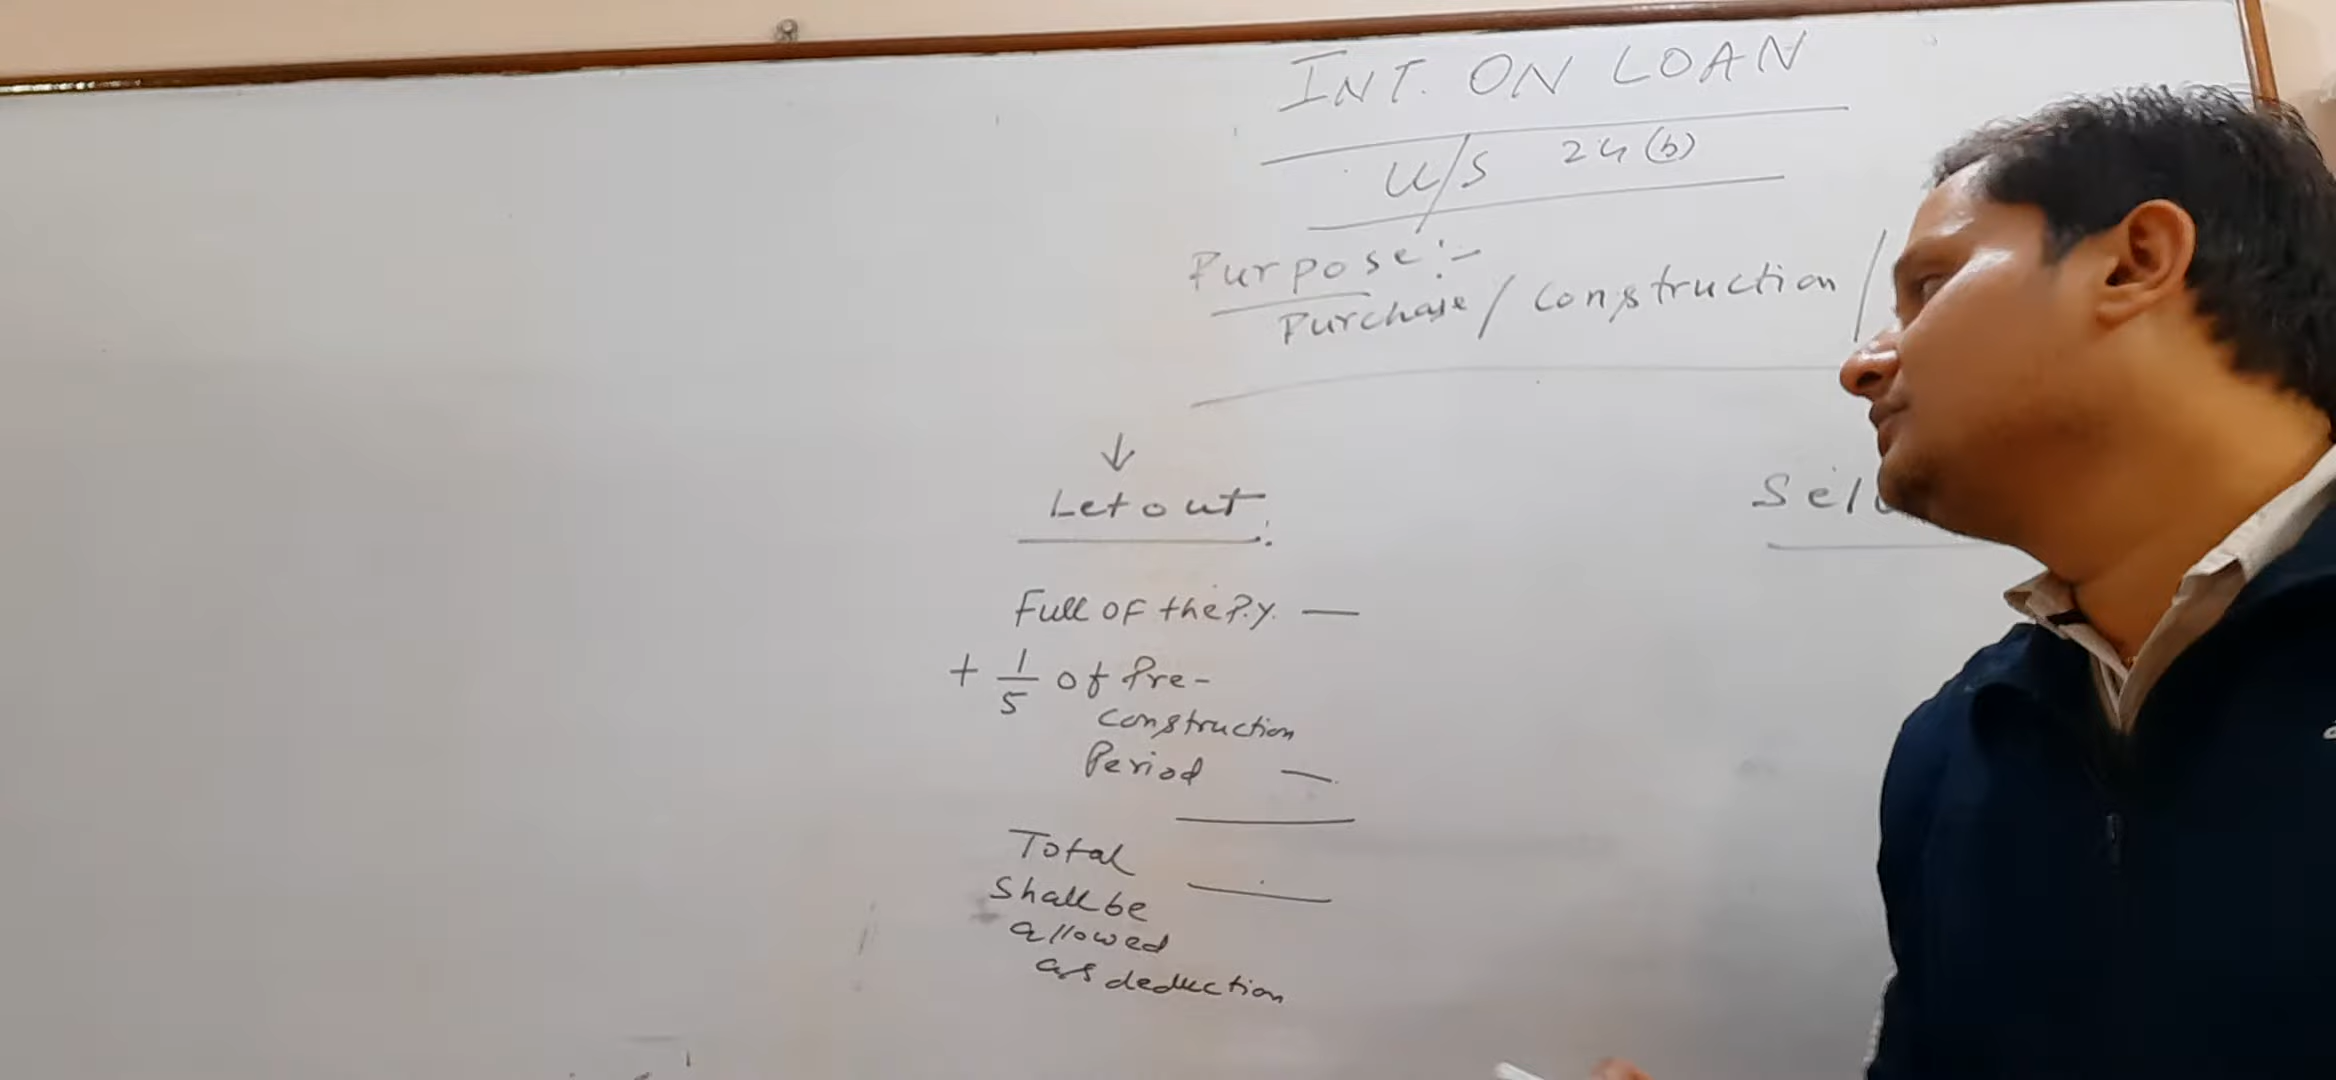 INT. ON LOAN
U/S 24(b)
Purpose:-
Purchase / Construction /
↓
Let out
Full OF the P.Y. —
+ 1/5 of Pre-
Construction
Period —
Total
Shall be
allowed
as deduction